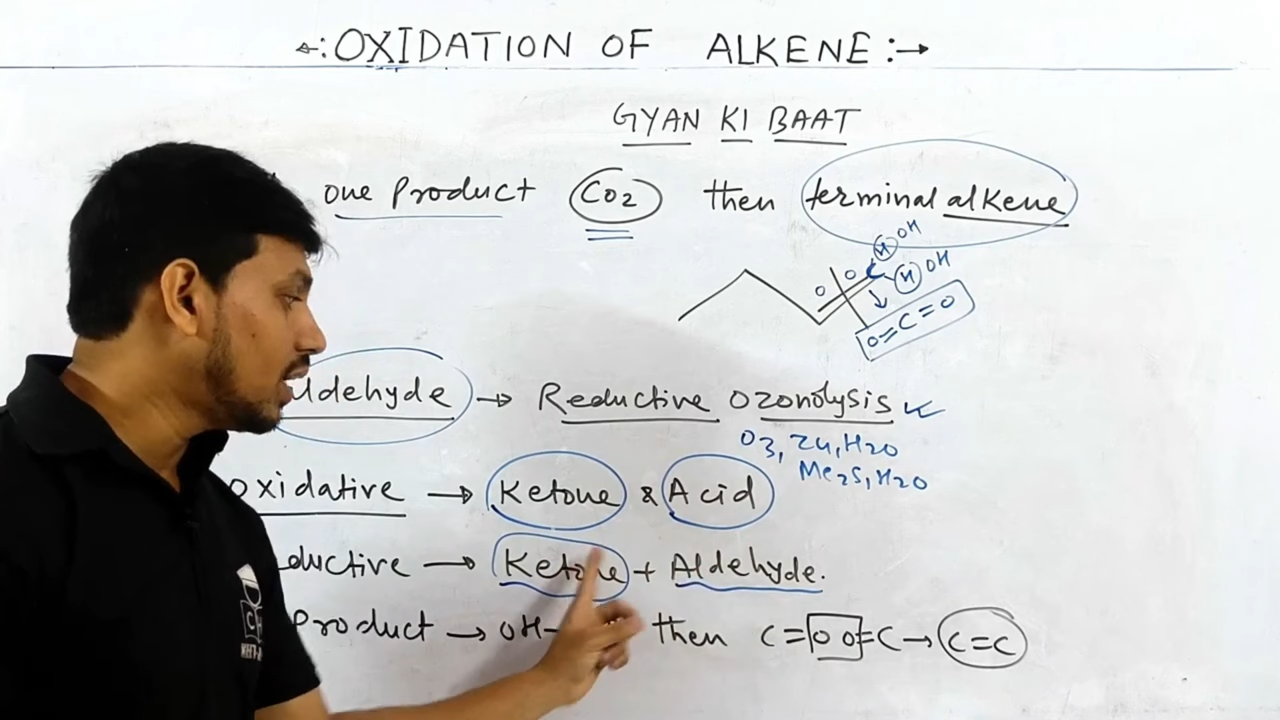 ←: OXIDATION OF ALKENE :→
GYAN KI BAAT
one Product CO2 then terminal alkene
H OH
O C H OH
O
O=C=O
ldehyde → Reductive Ozonolysis
O3, Zn, H2O
Me2S, H2O
oxidative → Ketone & Acid
ductive → Ketone + Aldehyde.
Product → OH- then C=O O=C → C=C